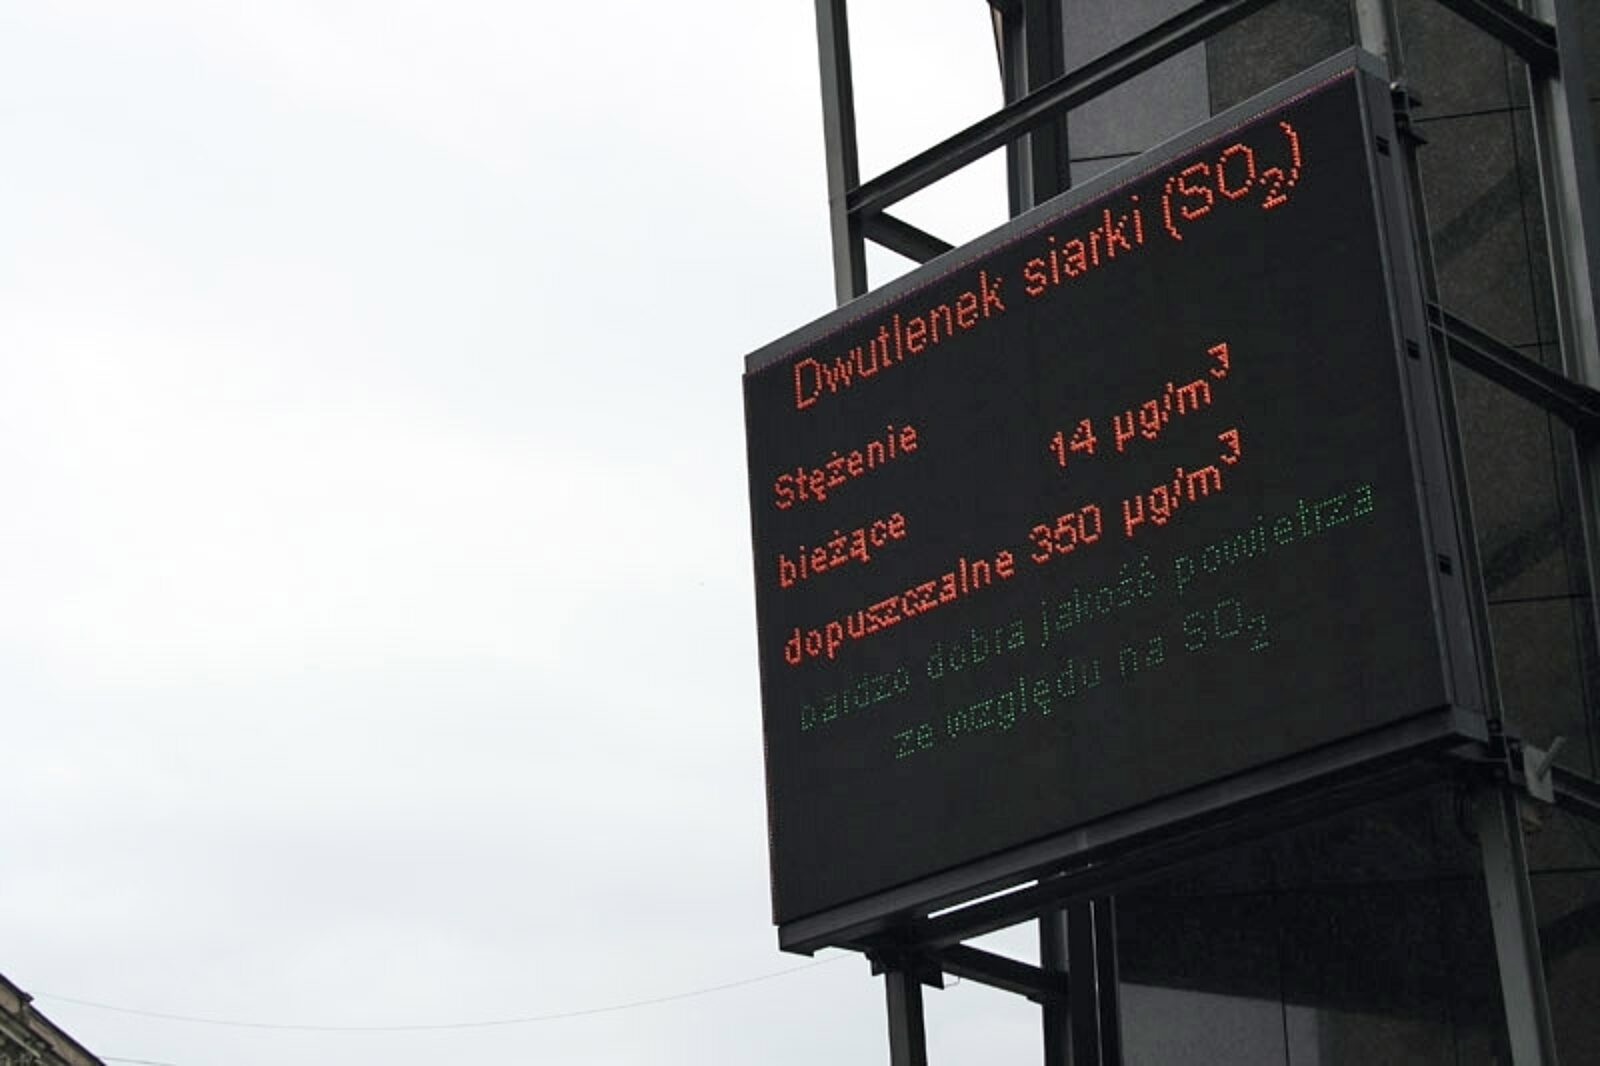 Dwutlenek siarki (SO₂)
Stężenie
bieżące 14 µg/m³
dopuszczalne 350 µg/m³
bardzo dobra jakość powietrza
ze względu na SO₂